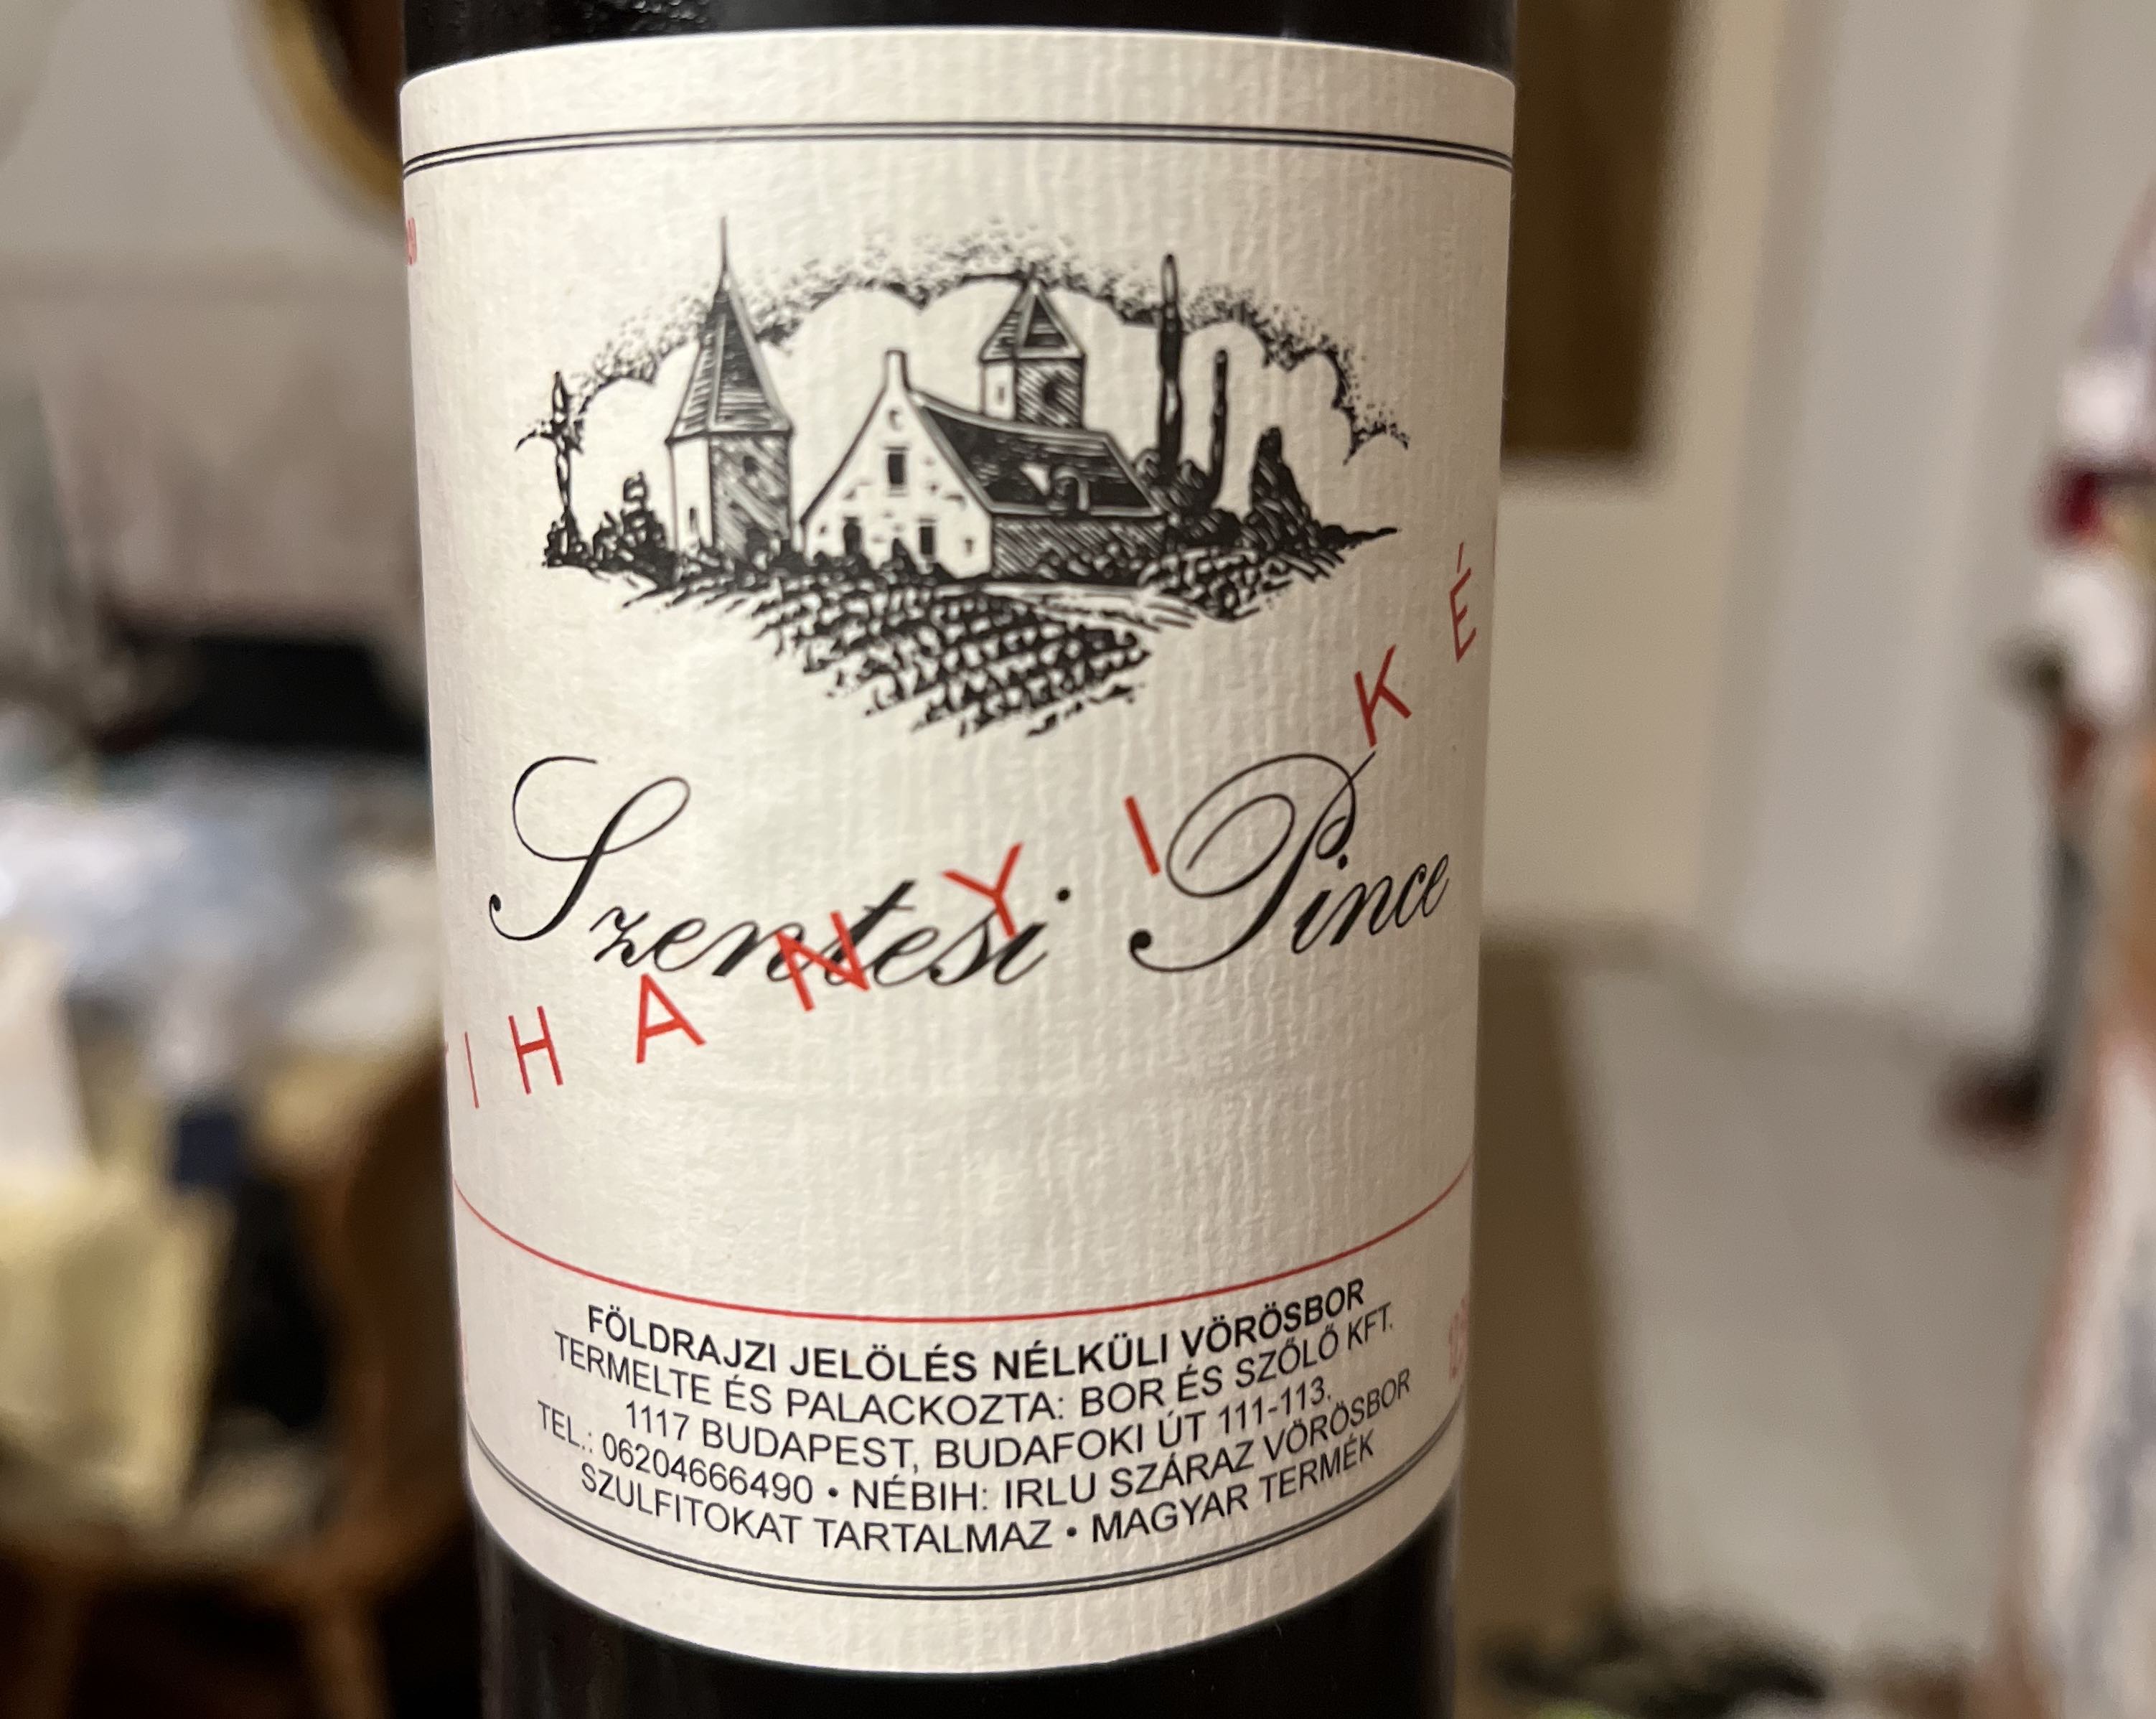 Szentesi Pince
IHANYI KÉ
FÖLDRAJZI JELÖLÉS NÉLKÜLI VÖRÖSBOR
TERMELTE ÉS PALACKOZTA: BOR ÉS SZŐLŐ KFT.
1117 BUDAPEST, BUDAFOKI ÚT 111-113.
TEL.: 06204666490 • NÉBIH: IRLU SZÁRAZ VÖRÖSBOR
SZULFITOKAT TARTALMAZ • MAGYAR TERMÉK